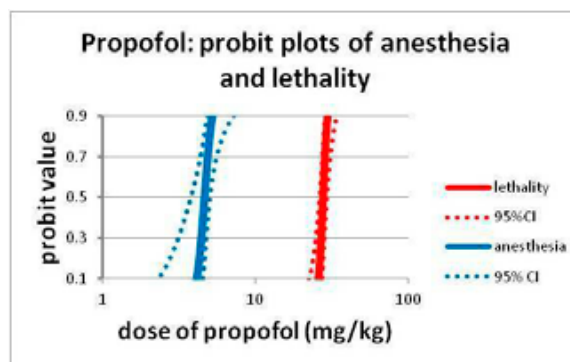 Propofol: probit plots of anesthesia
and lethality
probit value
0.9
0.7
0.5
0.3
0.1
1
10
100
dose of propofol (mg/kg)
lethality
95%CI
anesthesia
95% CI